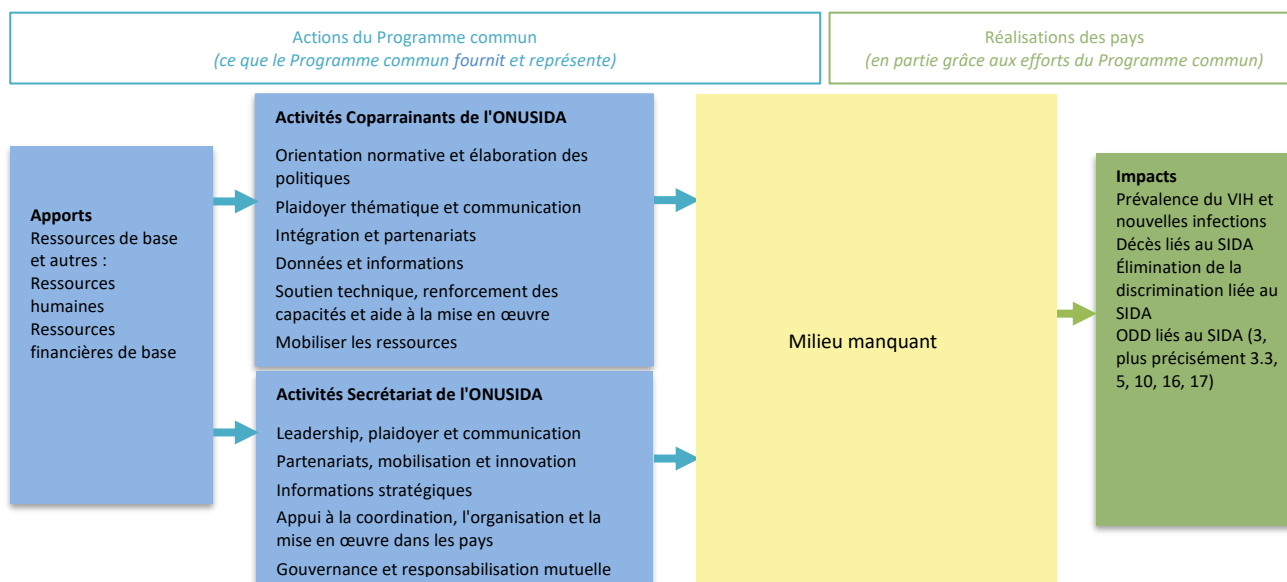 Actions du Programme commun
(ce que le Programme commun fournit et représente)
Réalisations des pays
(en partie grâce aux efforts du Programme commun)
Apports
Ressources de base
et autres :
Ressources
humaines
Ressources
financières de base
Activités Coparrainants de l'ONUSIDA
Orientation normative et élaboration des
politiques
Plaidoyer thématique et communication
Intégration et partenariats
Données et informations
Soutien technique, renforcement des
capacités et aide à la mise en œuvre
Mobiliser les ressources
Activités Secrétariat de l'ONUSIDA
Leadership, plaidoyer et communication
Partenariats, mobilisation et innovation
Informations stratégiques
Appui à la coordination, l'organisation et la
mise en œuvre dans les pays
Gouvernance et responsabilisation mutuelle
Milieu manquant
Impacts
Prévalence du VIH et
nouvelles infections
Décès liés au SIDA
Élimination de la
discrimination liée au
SIDA
ODD liés au SIDA (3,
plus précisément 3.3,
5, 10, 16, 17)